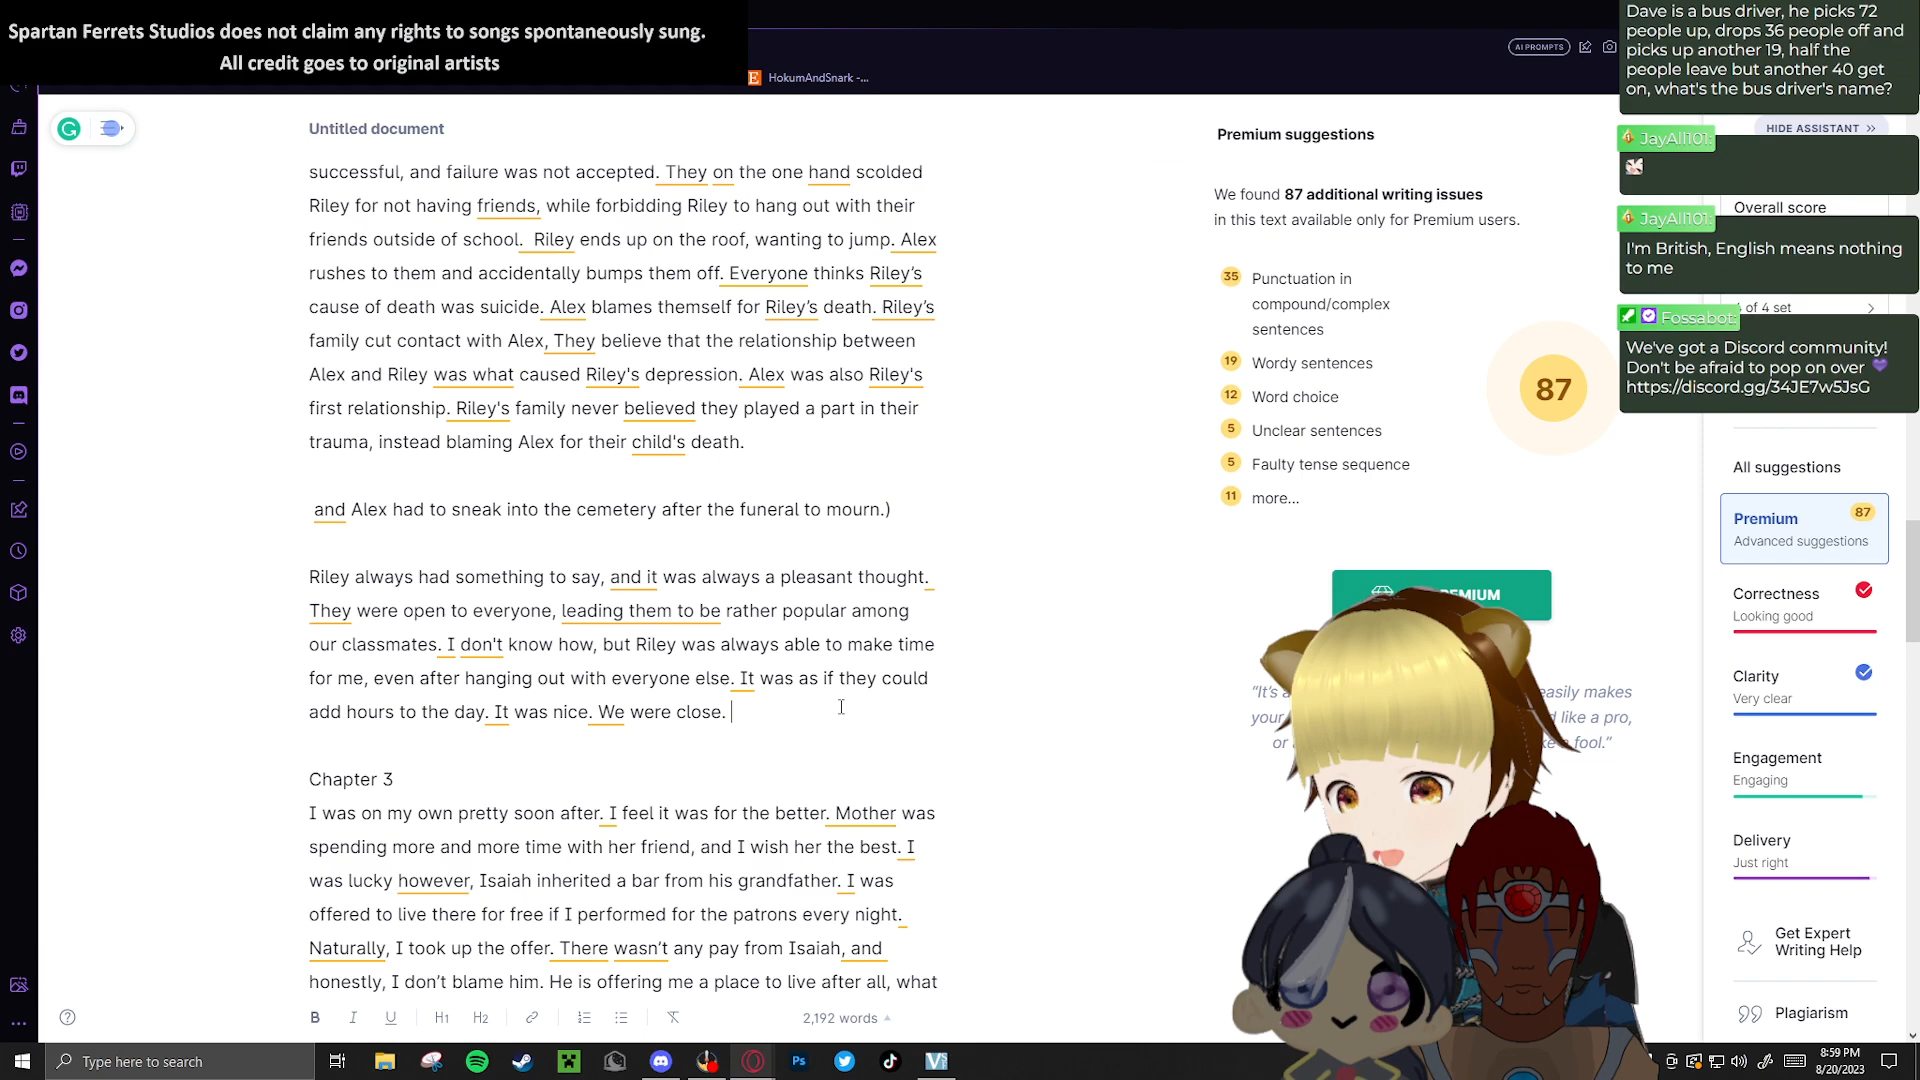 Spartan Ferrets Studios does not claim any rights to songs spontaneously sung.
All credit goes to original artists
HokumAndSnark -...
AI PROMPTS
Dave is a bus driver, he picks 72
people up, drops 36 people off and
picks up another 19, half the
people leave but another 40 get
on, what's the bus driver's name?
HIDE ASSISTANT
JayAll101:
JayAll101:
I'm British, English means nothing
to me
Fossabot:
We've got a Discord community!
Don't be afraid to pop on over 💜
https://discord.gg/34JE7w5JsG
Untitled document
successful, and failure was not accepted. They on the one hand scolded
Riley for not having friends, while forbidding Riley to hang out with their
friends outside of school.  Riley ends up on the roof, wanting to jump. Alex
rushes to them and accidentally bumps them off. Everyone thinks Riley’s
cause of death was suicide. Alex blames themself for Riley’s death. Riley’s
family cut contact with Alex, They believe that the relationship between
Alex and Riley was what caused Riley's depression. Alex was also Riley's
first relationship. Riley's family never believed they played a part in their
trauma, instead blaming Alex for their child's death.
and Alex had to sneak into the cemetery after the funeral to mourn.)
Riley always had something to say, and it was always a pleasant thought.
They were open to everyone, leading them to be rather popular among
our classmates. I don't know how, but Riley was always able to make time
for me, even after hanging out with everyone else. It was as if they could
add hours to the day. It was nice. We were close.
Chapter 3
I was on my own pretty soon after. I feel it was for the better. Mother was
spending more and more time with her friend, and I wish her the best. I
was lucky however, Isaiah inherited a bar from his grandfather. I was
offered to live there for free if I performed for the patrons every night.
Naturally, I took up the offer. There wasn’t any pay from Isaiah, and
honestly, I don’t blame him. He is offering me a place to live after all, what
B I U H1 H2
2,192 words
Premium suggestions
We found 87 additional writing issues
in this text available only for Premium users.
35 Punctuation in
compound/complex
sentences
19 Wordy sentences
12 Word choice
5 Unclear sentences
5 Faulty tense sequence
11 more...
87
PREMIUM
“It's a easily makes
your like a pro,
or a fool.”
Overall score
of 4 set
All suggestions
Premium 87
Advanced suggestions
Correctness
Looking good
Clarity
Very clear
Engagement
Engaging
Delivery
Just right
Get Expert
Writing Help
Plagiarism
Type here to search
Ps
8:59 PM
8/20/2023